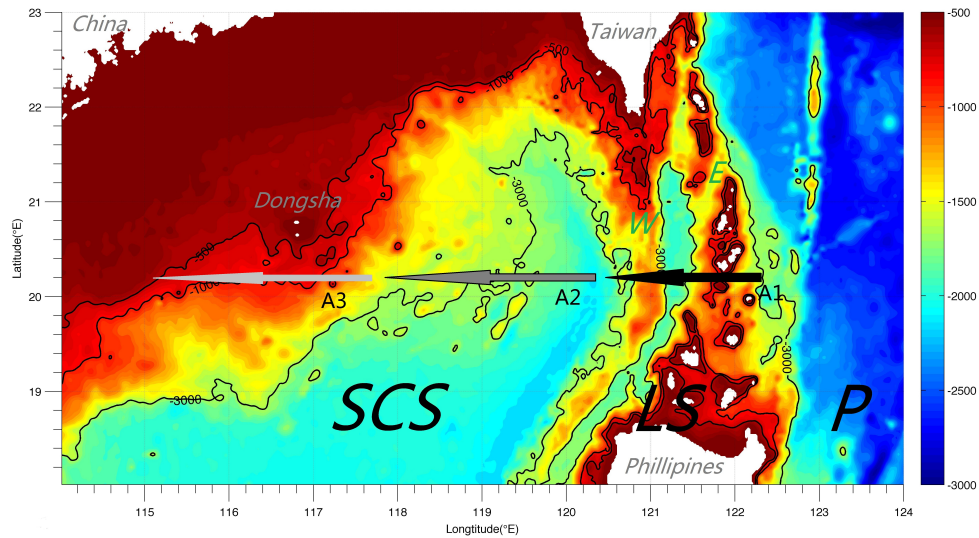 23
22
21
20
19
Latitude(°E)
115
116
117
118
119
120
121
122
123
124
Longtitude(°E)
China
Taiwan
Dongsha
Phillipines
-500
-1000
-500
-1000
-3000
-3000
-3000
-3000
W
E
A3
A2
A1
SCS
LS
P
-500
-1000
-1500
-2000
-2500
-3000